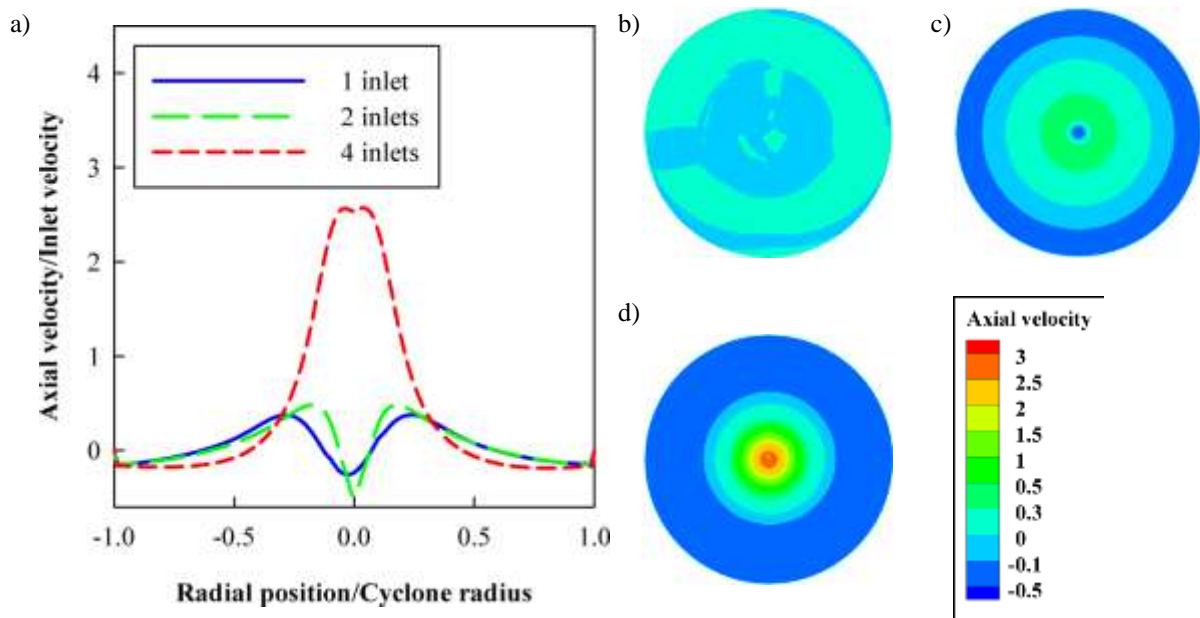 a)
4
3
2
1
0
-1.0
-0.5
0.0
0.5
1.0
Axial velocity/Inlet velocity
Radial position/Cyclone radius
1 inlet
2 inlets
4 inlets
b)
c)
d)
Axial velocity
3
2.5
2
1.5
1
0.5
0.3
0
-0.1
-0.5